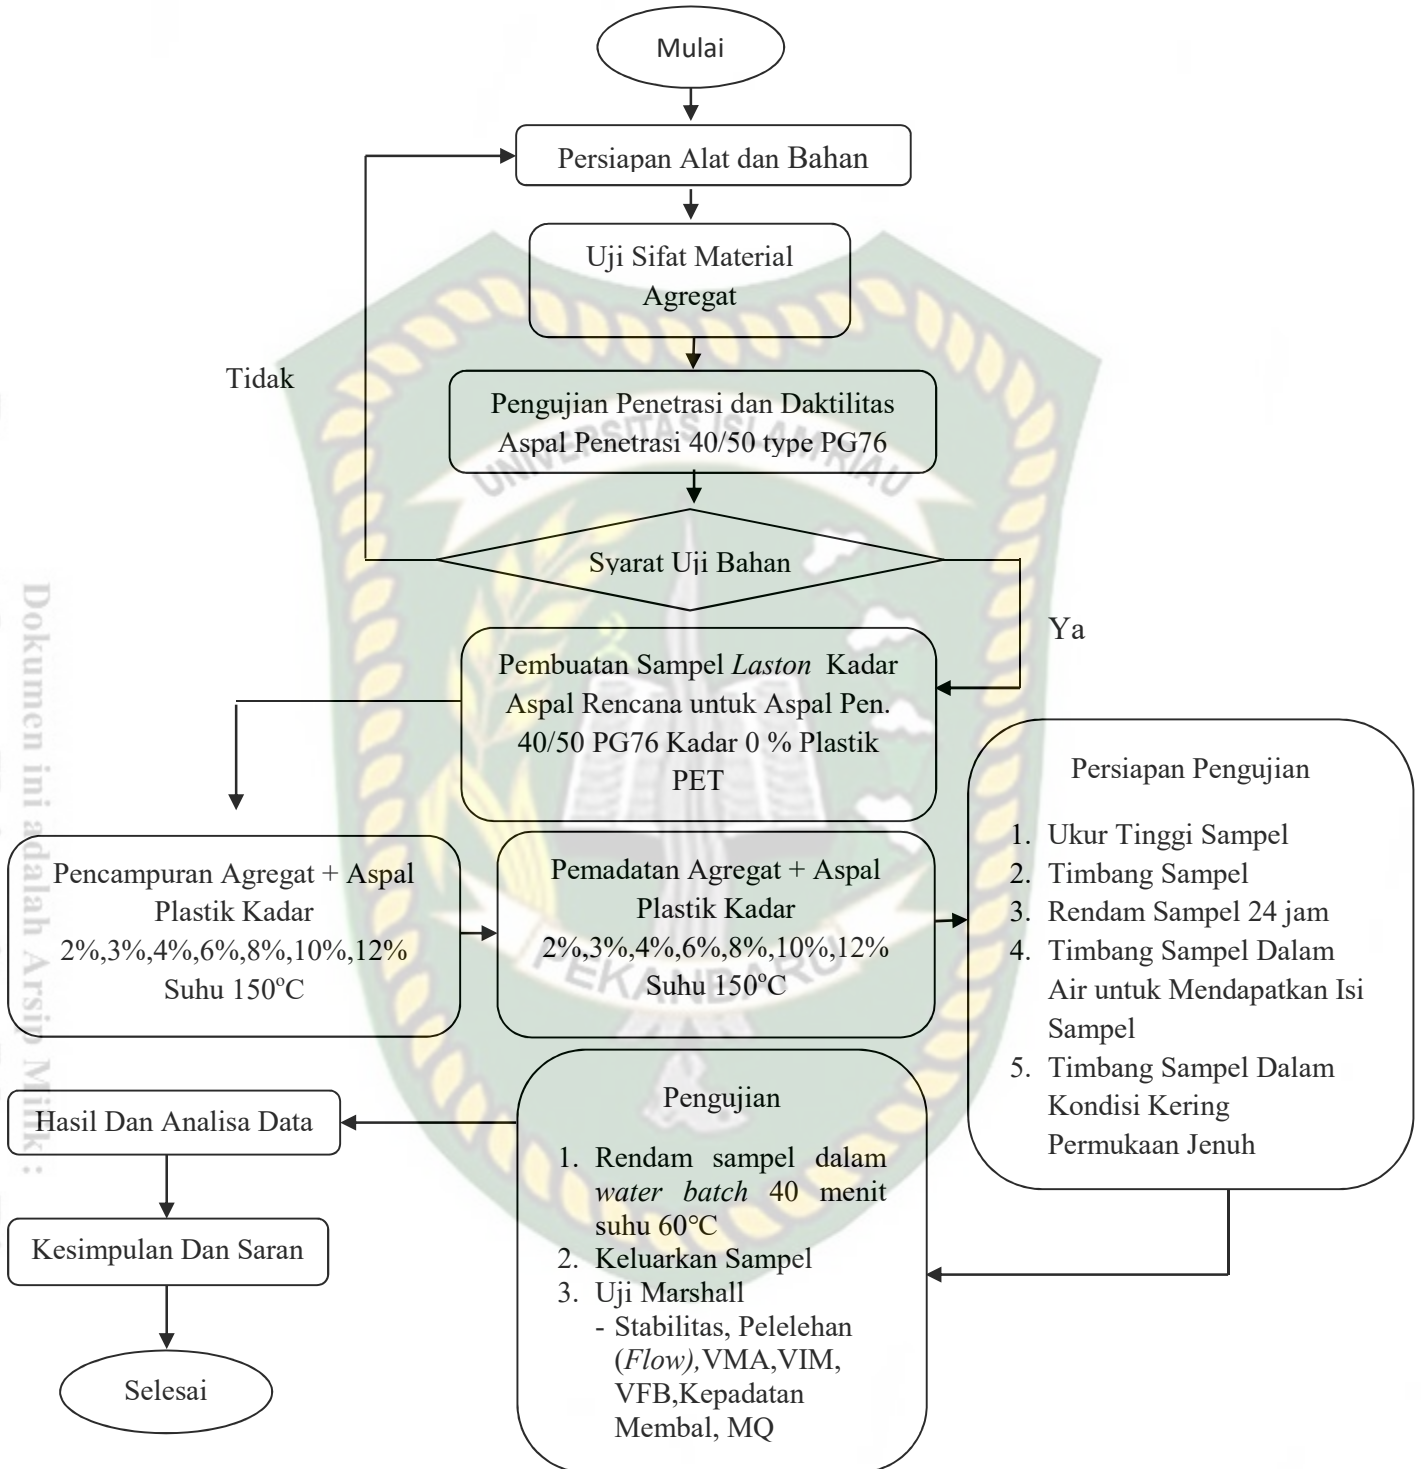 Mulai
Persiapan Alat dan Bahan
Uji Sifat Material
Agregat
Tidak
Pengujian Penetrasi dan Daktilitas
Aspal Penetrasi 40/50 type PG76
UNIVERSITAS ISLAM RIAU
Syarat Uji Bahan
Ya
Pembuatan Sampel Laston Kadar
Aspal Rencana untuk Aspal Pen.
40/50 PG76 Kadar 0 % Plastik
PET
Pencampuran Agregat + Aspal
Plastik Kadar
2%,3%,4%,6%,8%,10%,12%
Suhu 150°C
Pemadatan Agregat + Aspal
Plastik Kadar
2%,3%,4%,6%,8%,10%,12%
Suhu 150°C
PEKANBARU
Persiapan Pengujian
1. Ukur Tinggi Sampel
2. Timbang Sampel
3. Rendam Sampel 24 jam
4. Timbang Sampel Dalam
Air untuk Mendapatkan Isi
Sampel
5. Timbang Sampel Dalam
Kondisi Kering
Permukaan Jenuh
Pengujian
1. Rendam sampel dalam
water batch 40 menit
suhu 60°C
2. Keluarkan Sampel
3. Uji Marshall
- Stabilitas, Pelelehan
(Flow),VMA,VIM,
VFB,Kepadatan
Membal, MQ
Hasil Dan Analisa Data
Kesimpulan Dan Saran
Selesai
Dokumen ini adalah Arsip Milik :